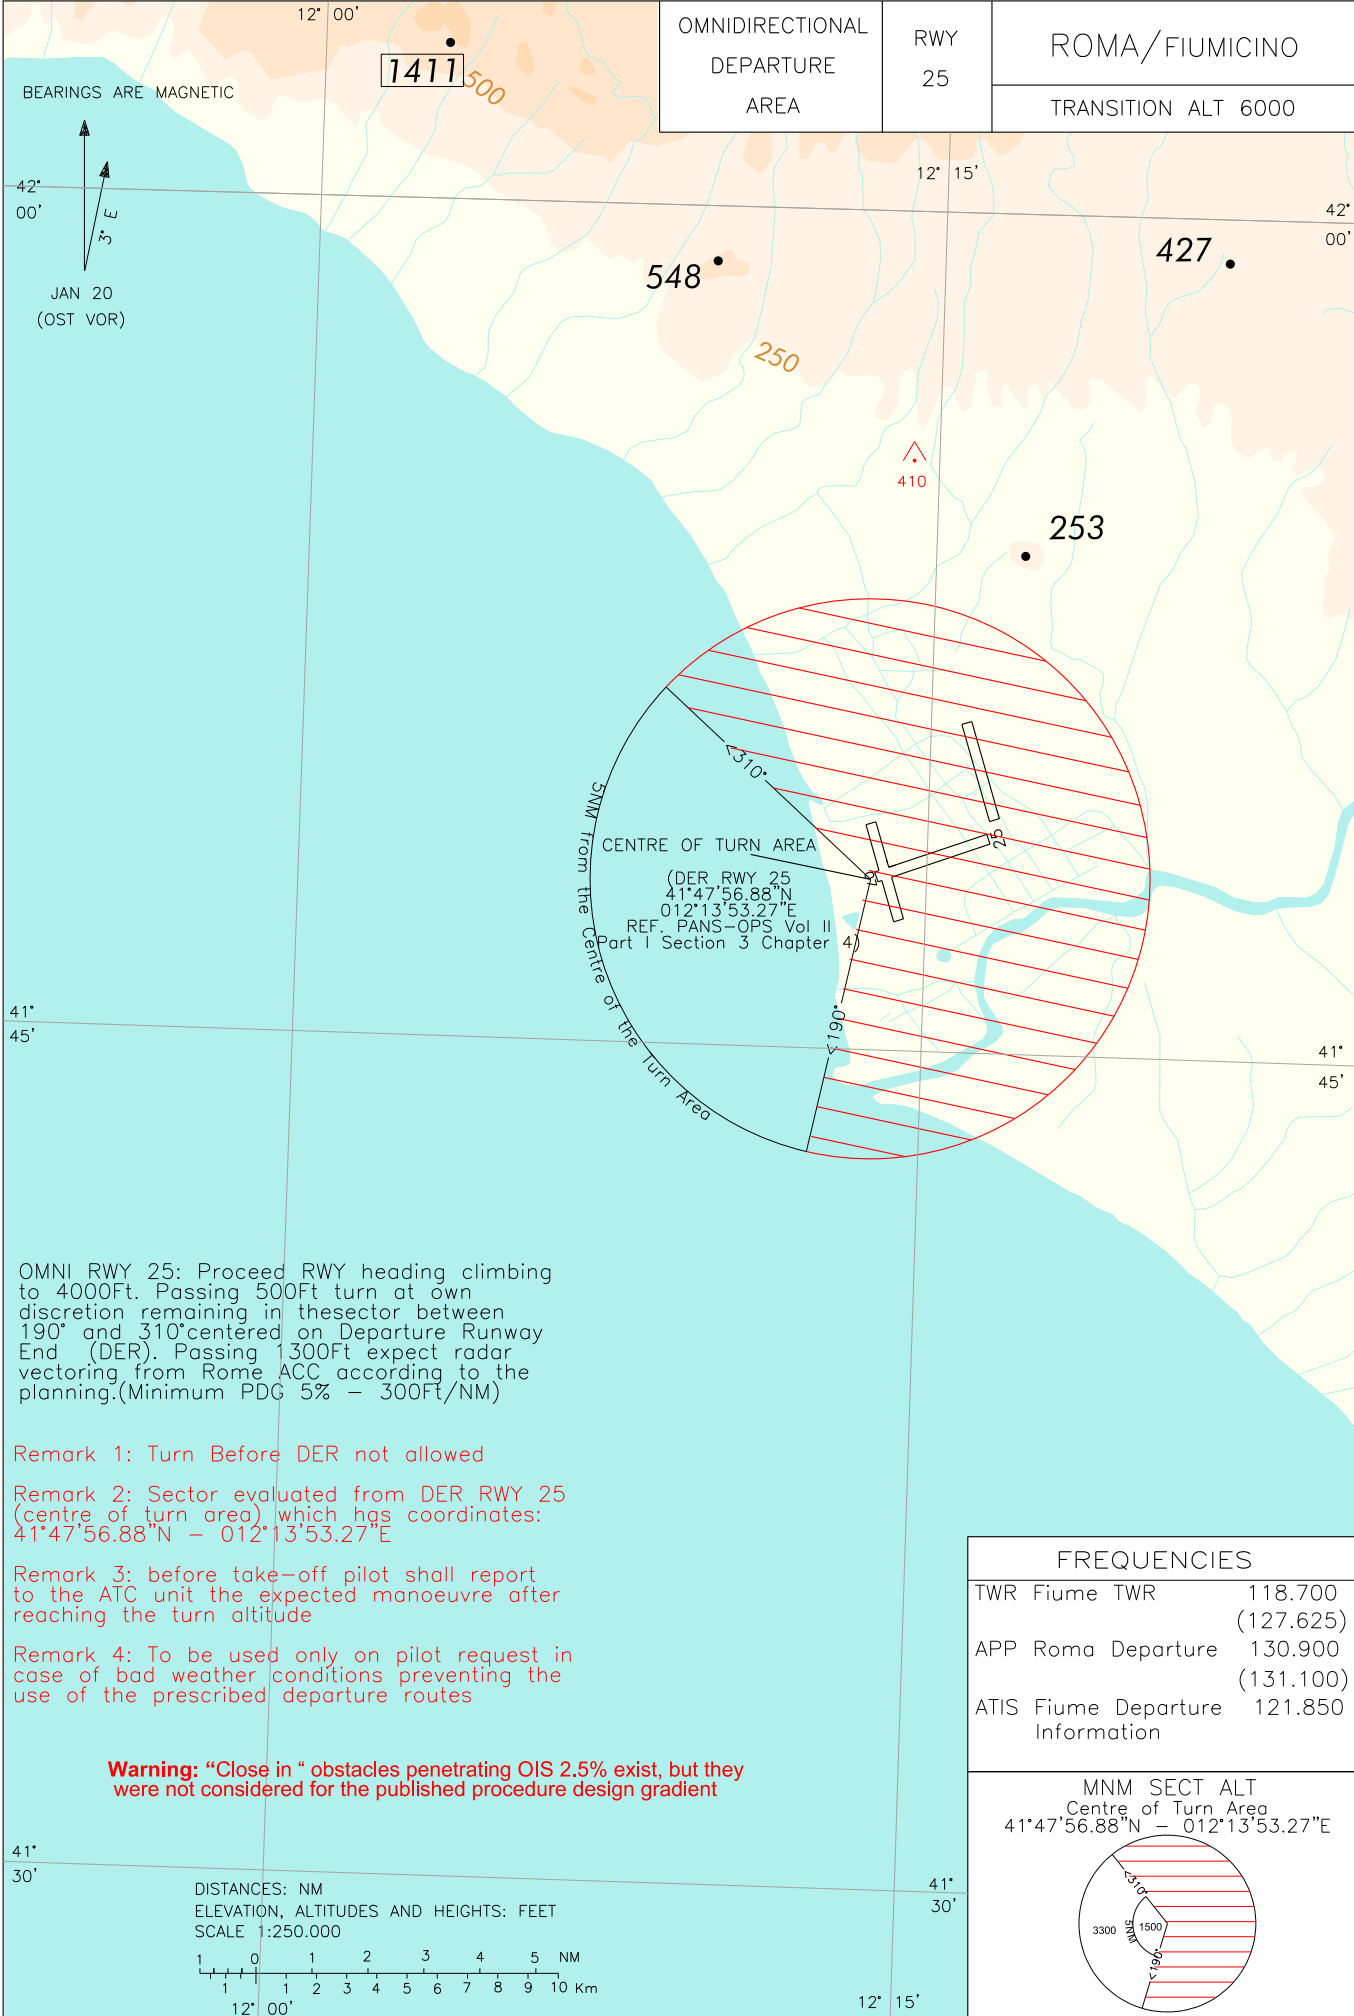 OMNIDIRECTIONAL
DEPARTURE
AREA
RWY
25
ROMA/FIUMICINO
TRANSITION ALT 6000
12° 00'
1411
500
BEARINGS ARE MAGNETIC
3° E
JAN 20
(OST VOR)
42°
00'
12° 15'
42°
00'
548
427
250
410
253
<310°
25
5NM from the Centre of the Turn Area
CENTRE OF TURN AREA
(DER RWY 25
41°47'56.88"N
012°13'53.27"E
REF. PANS-OPS Vol II
Part I Section 3 Chapter 4)
<190°
41°
45'
41°
45'
OMNI RWY 25: Proceed RWY heading climbing
to 4000Ft. Passing 500Ft turn at own
discretion remaining in thesector between
190° and 310°centered on Departure Runway
End (DER). Passing 1300Ft expect radar
vectoring from Rome ACC according to the
planning.(Minimum PDG 5% - 300Ft/NM)
Remark 1: Turn Before DER not allowed
Remark 2: Sector evaluated from DER RWY 25
(centre of turn area) which has coordinates:
41°47'56.88"N - 012°13'53.27"E
Remark 3: before take-off pilot shall report
to the ATC unit the expected manoeuvre after
reaching the turn altitude
Remark 4: To be used only on pilot request in
case of bad weather conditions preventing the
use of the prescribed departure routes
Warning: “Close in “ obstacles penetrating OIS 2.5% exist, but they
were not considered for the published procedure design gradient
FREQUENCIES
TWR Fiume TWR 118.700
(127.625)
APP Roma Departure 130.900
(131.100)
ATIS Fiume Departure 121.850
Information
MNM SECT ALT
Centre of Turn Area
41°47'56.88"N - 012°13'53.27"E
<310°
3300
5NM
1500
<190°
41°
30'
41°
30'
DISTANCES: NM
ELEVATION, ALTITUDES AND HEIGHTS: FEET
SCALE 1:250.000
1 0 1 2 3 4 5 NM
1 1 2 3 4 5 6 7 8 9 10 Km
12° 00'
12° 15'